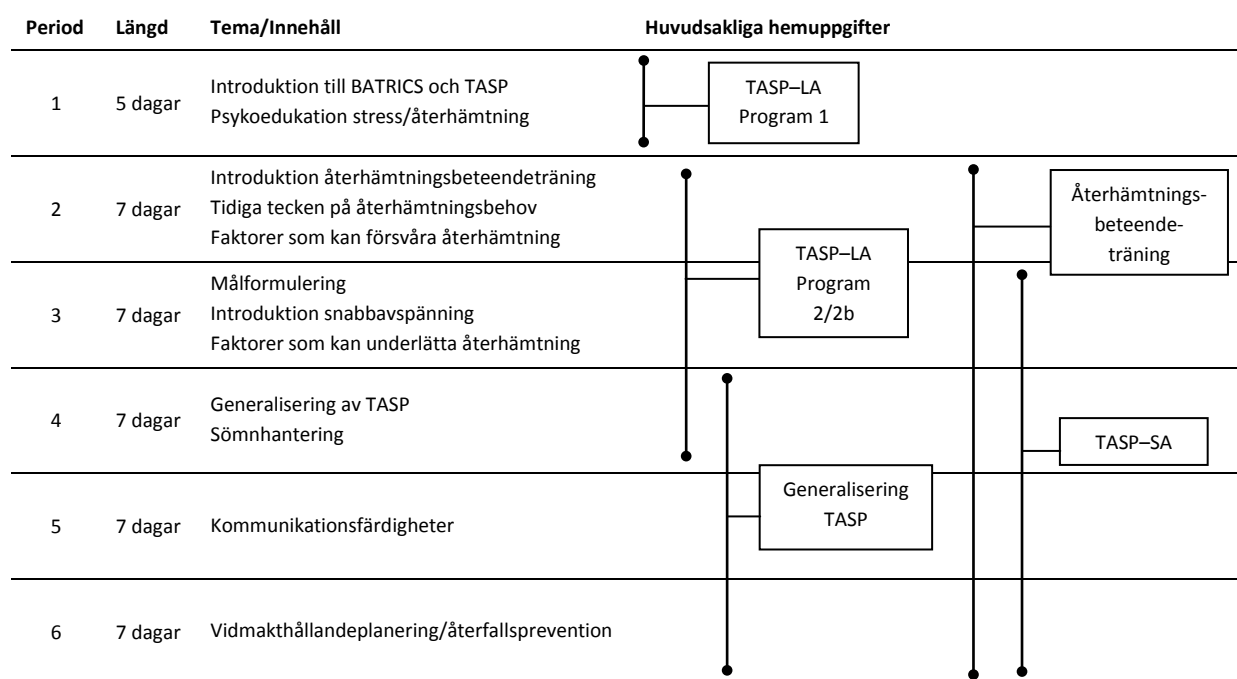 Period Längd Tema/Innehåll Huvudsakliga hemuppgifter
1 5 dagar
Introduktion till BATRICS och TASP
Psykoedukation stress/återhämtning
TASP–LA
Program 1
2 7 dagar
Introduktion återhämtningsbeteendeträning
Tidiga tecken på återhämtningsbehov
Faktorer som kan försvåra återhämtning
Återhämtnings-
beteende-
träning
TASP–LA
Program
2/2b
3 7 dagar
Målformulering
Introduktion snabbavspänning
Faktorer som kan underlätta återhämtning
4 7 dagar
Generalisering av TASP
Sömnhantering
TASP–SA
Generalisering
TASP
5 7 dagar Kommunikationsfärdigheter
6 7 dagar Vidmakthållandeplanering/återfallsprevention